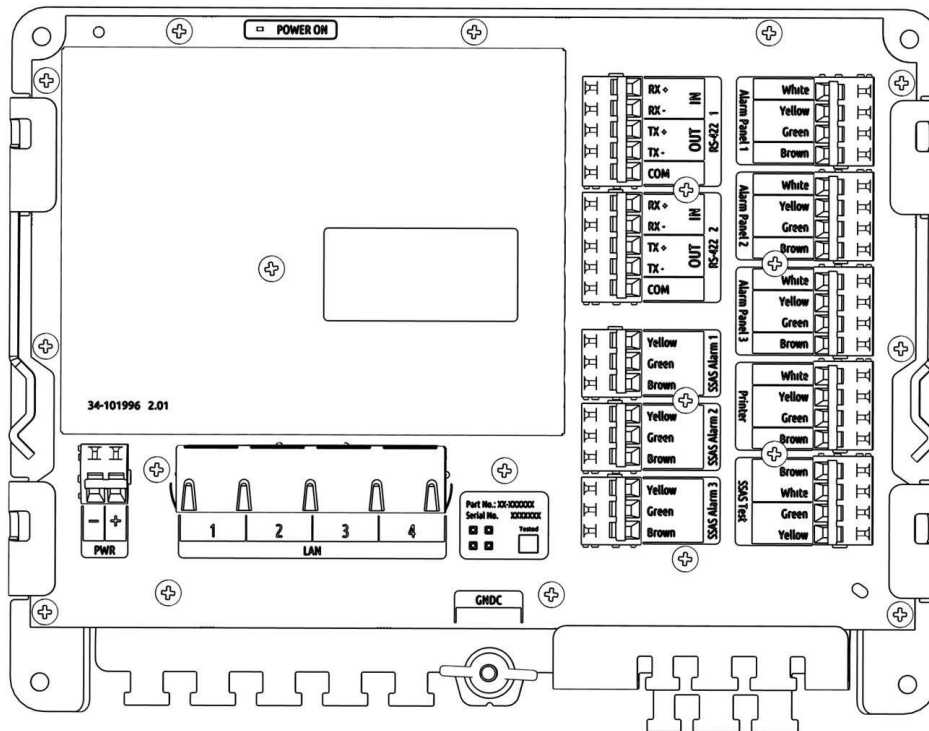 POWER ON
RX +
RX -
IN
TX +
TX -
OUT
COM
RS-422 1
RX +
RX -
IN
TX +
TX -
OUT
COM
RS-422 2
Yellow
Green
Brown
SSAS Alarm 1
Yellow
Green
Brown
SSAS Alarm 2
Yellow
Green
Brown
SSAS Alarm 3
Alarm Panel 1
White
Yellow
Green
Brown
Alarm Panel 2
White
Yellow
Green
Brown
Alarm Panel 3
White
Yellow
Green
Brown
Printer
White
Yellow
Green
Brown
SSAS Test
Brown
White
Green
Yellow
34-101996 2.01
- +
PWR
1 2 3 4
LAN
Part No.: XX-XXXXXX
Serial No. XXXXXXX
Tested
GNDC